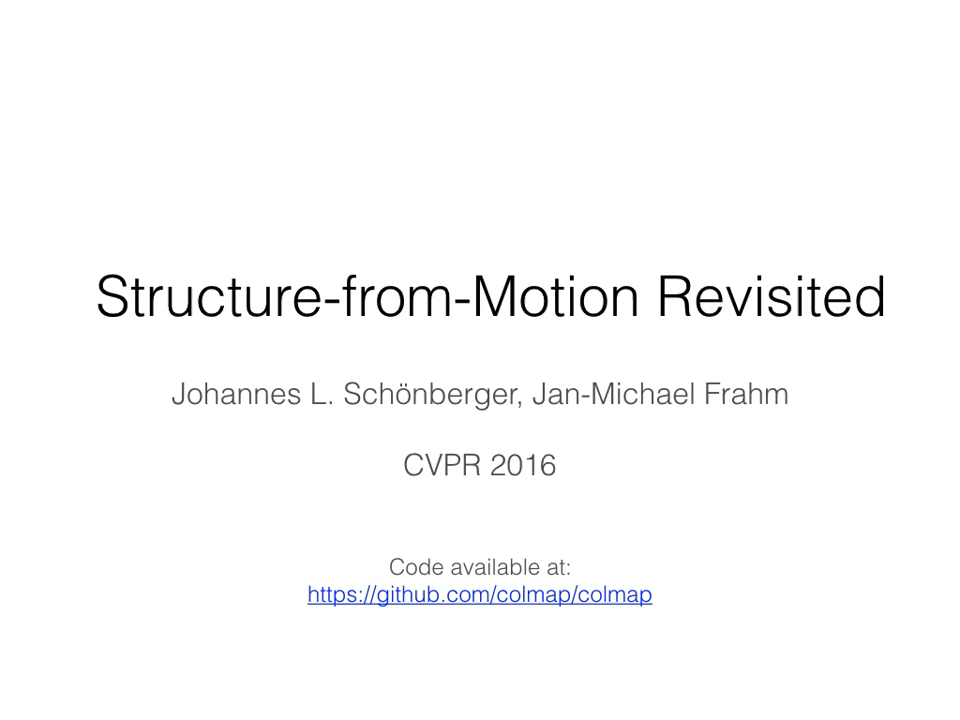 Structure-from-Motion Revisited
Johannes L. Schönberger, Jan-Michael Frahm
CVPR 2016
Code available at:
https://github.com/colmap/colmap